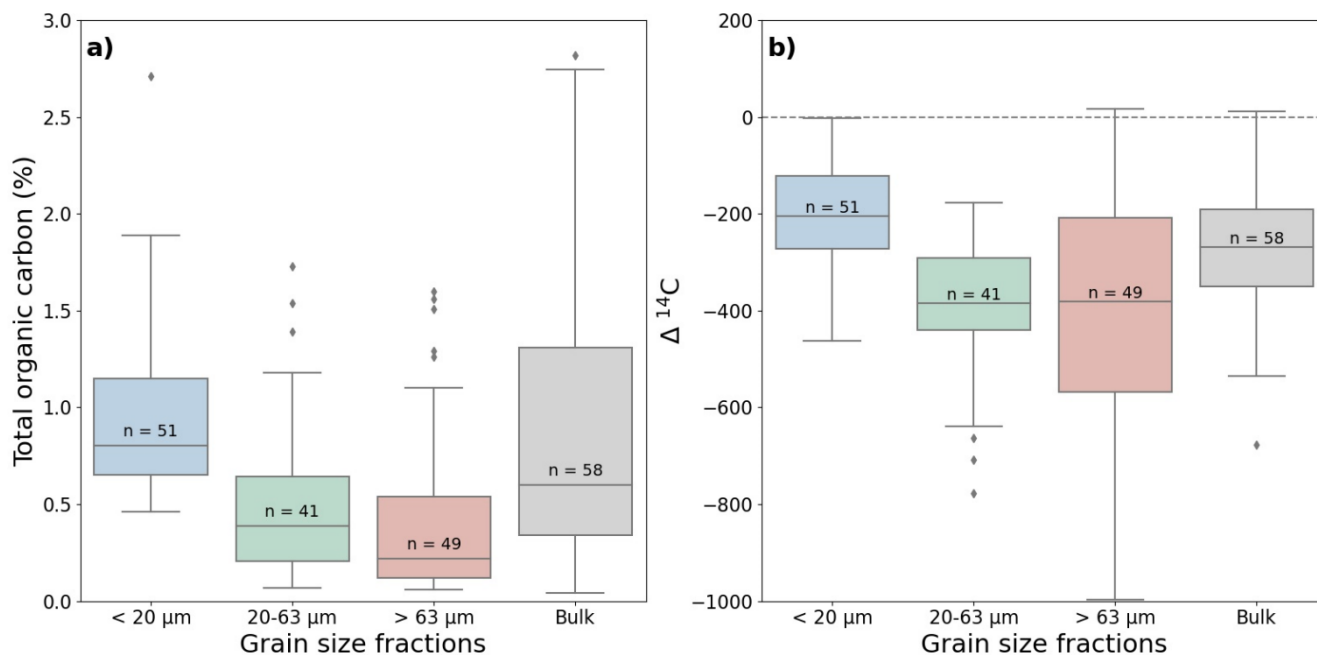 a)
Total organic carbon (%)
3.0
2.5
2.0
1.5
1.0
0.5
0.0
n = 51
n = 41
n = 49
n = 58
< 20 μm
20-63 μm
> 63 μm
Bulk
Grain size fractions
b)
Δ ¹⁴C
200
0
−200
−400
−600
−800
−1000
n = 51
n = 41
n = 49
n = 58
< 20 μm
20-63 μm
> 63 μm
Bulk
Grain size fractions